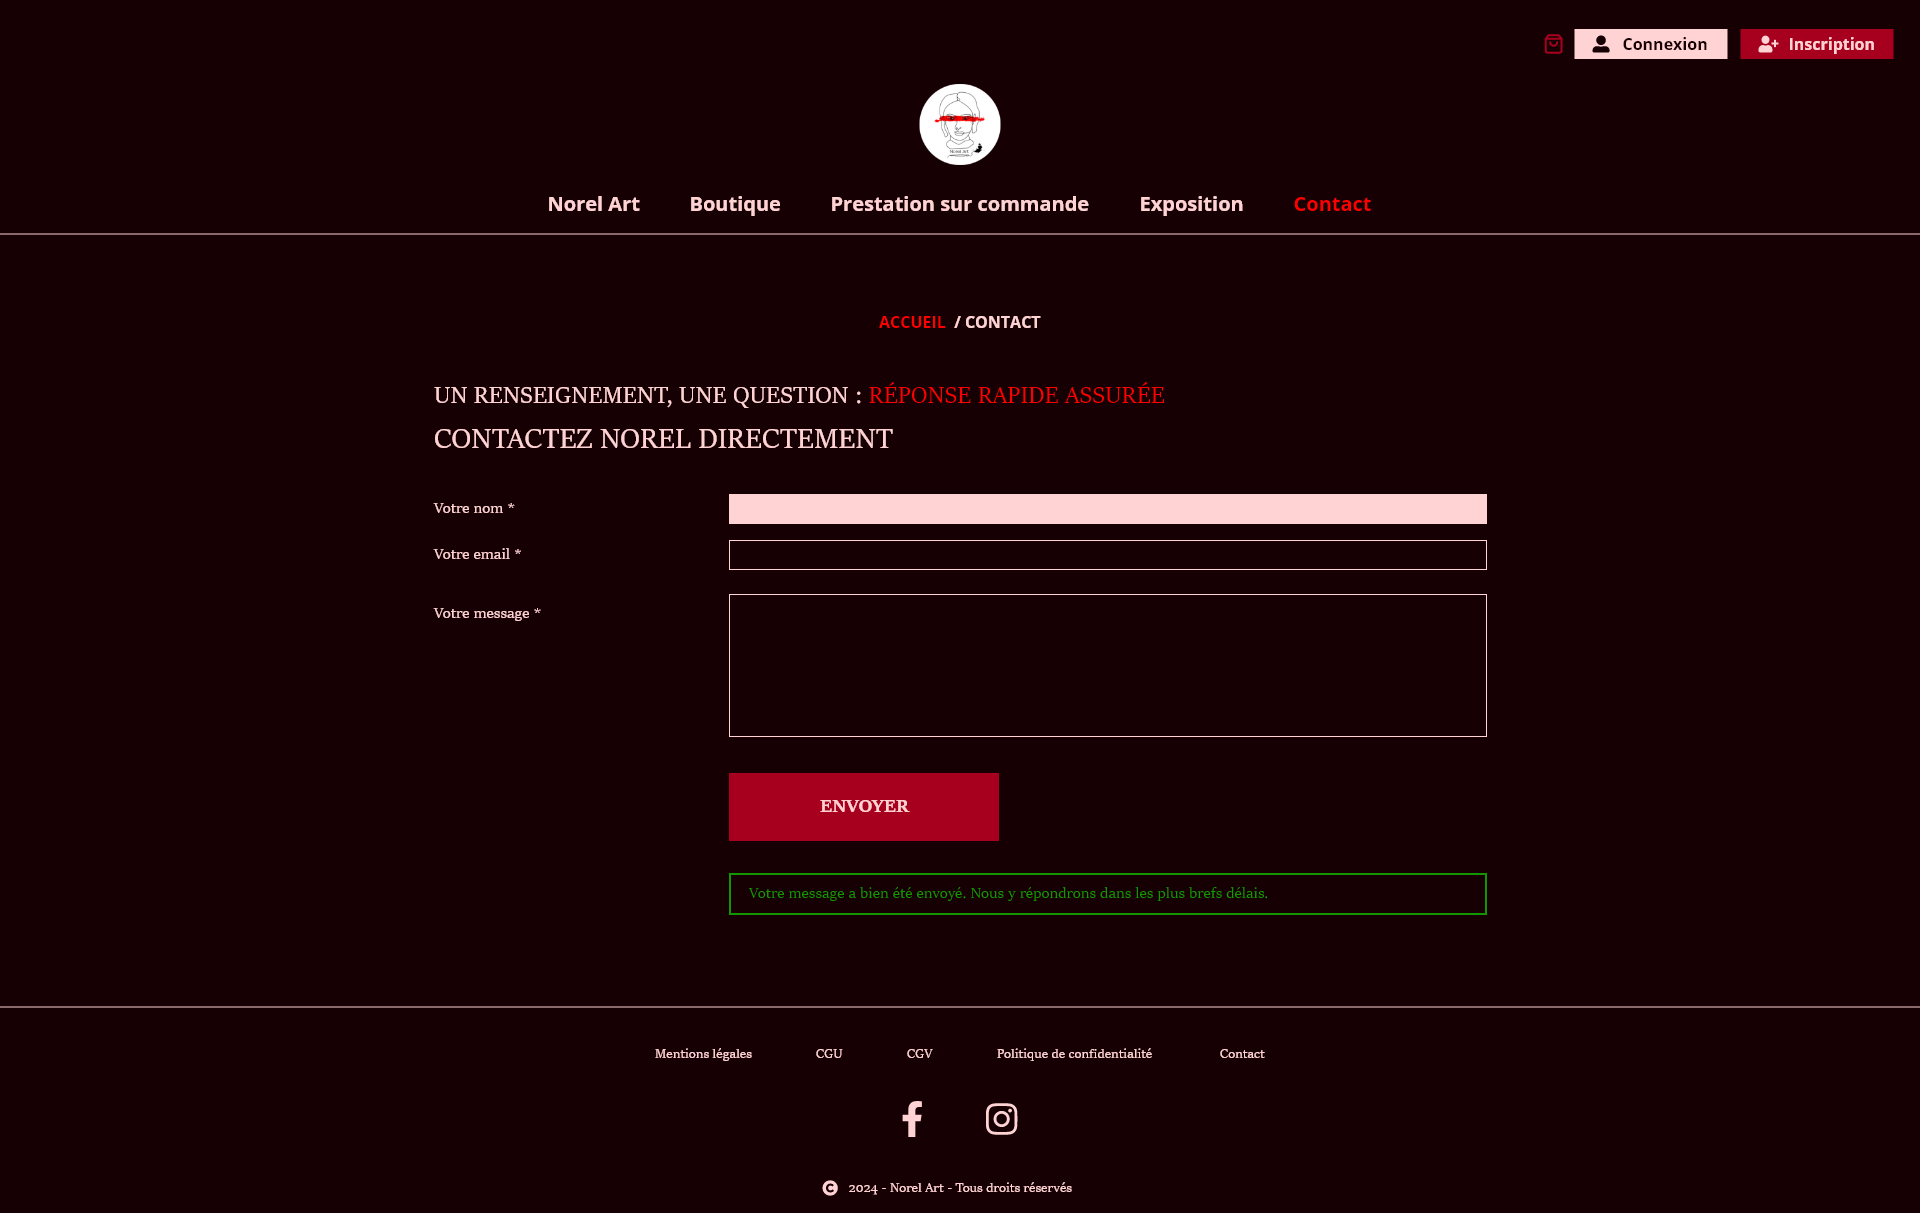 Connexion
Inscription
Norel Art
Norel Art
Boutique
Prestation sur commande
Exposition
Contact
ACCUEIL / CONTACT
UN RENSEIGNEMENT, UNE QUESTION : RÉPONSE RAPIDE ASSURÉE
CONTACTEZ NOREL DIRECTEMENT
Votre nom *
Votre email *
Votre message *
ENVOYER
Votre message a bien été envoyé. Nous y répondrons dans les plus brefs délais.
Mentions légales
CGU
CGV
Politique de confidentialité
Contact
© 2024 - Norel Art - Tous droits réservés